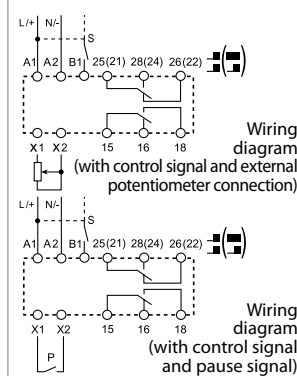 L/+ N/-
S
A1 A2 B1 25(21) 28(24) 26(22)
X1 X2 15 16 18
Wiring
diagram
(with control signal and external
potentiometer connection)
L/+ N/-
S
A1 A2 B1 25(21) 28(24) 26(22)
X1 X2 15 16 18
P
Wiring
diagram
(with control signal
and pause signal)